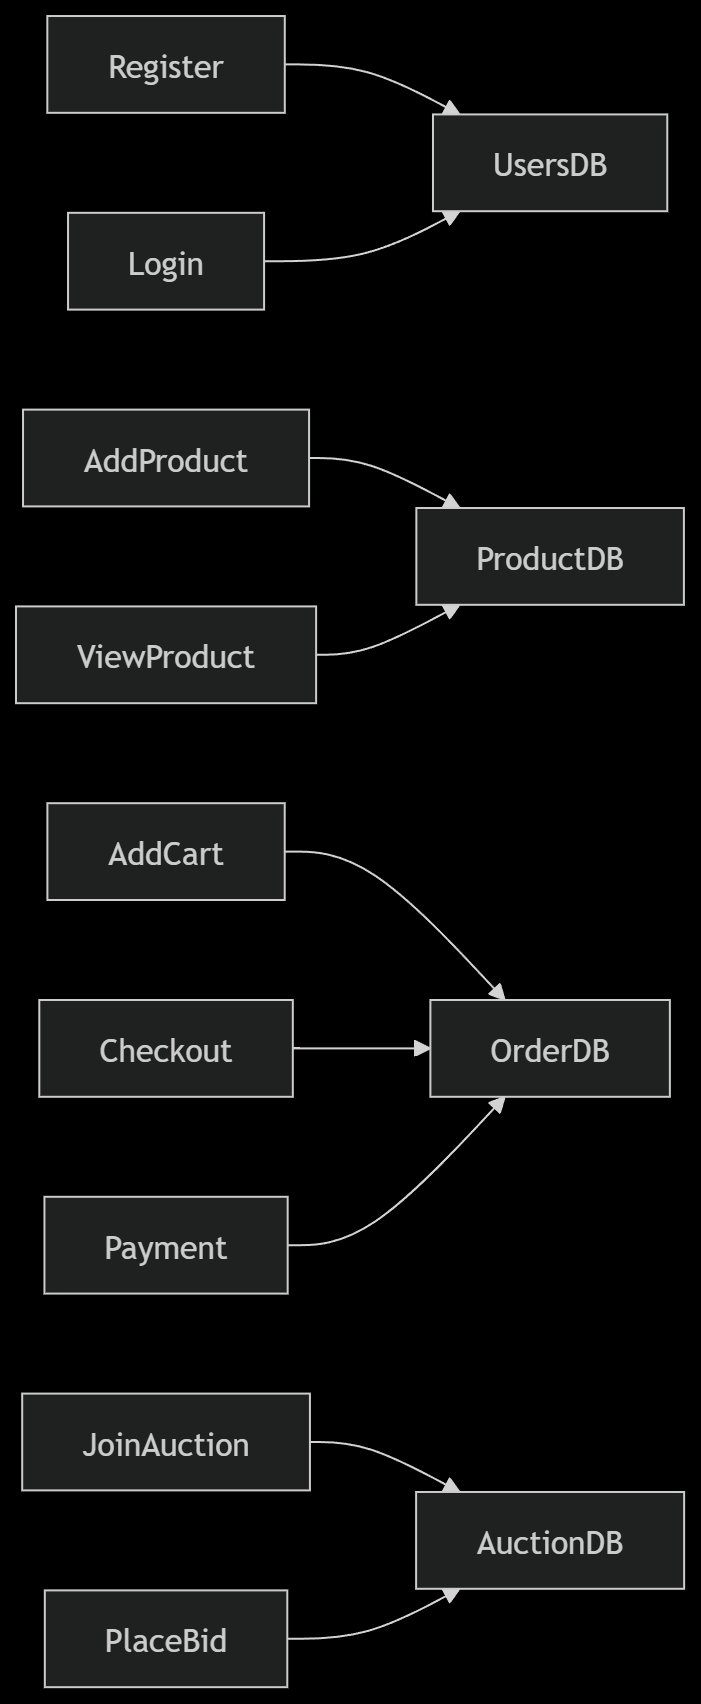 Register
UsersDB
Login
AddProduct
ProductDB
ViewProduct
AddCart
Checkout
OrderDB
Payment
JoinAuction
AuctionDB
PlaceBid